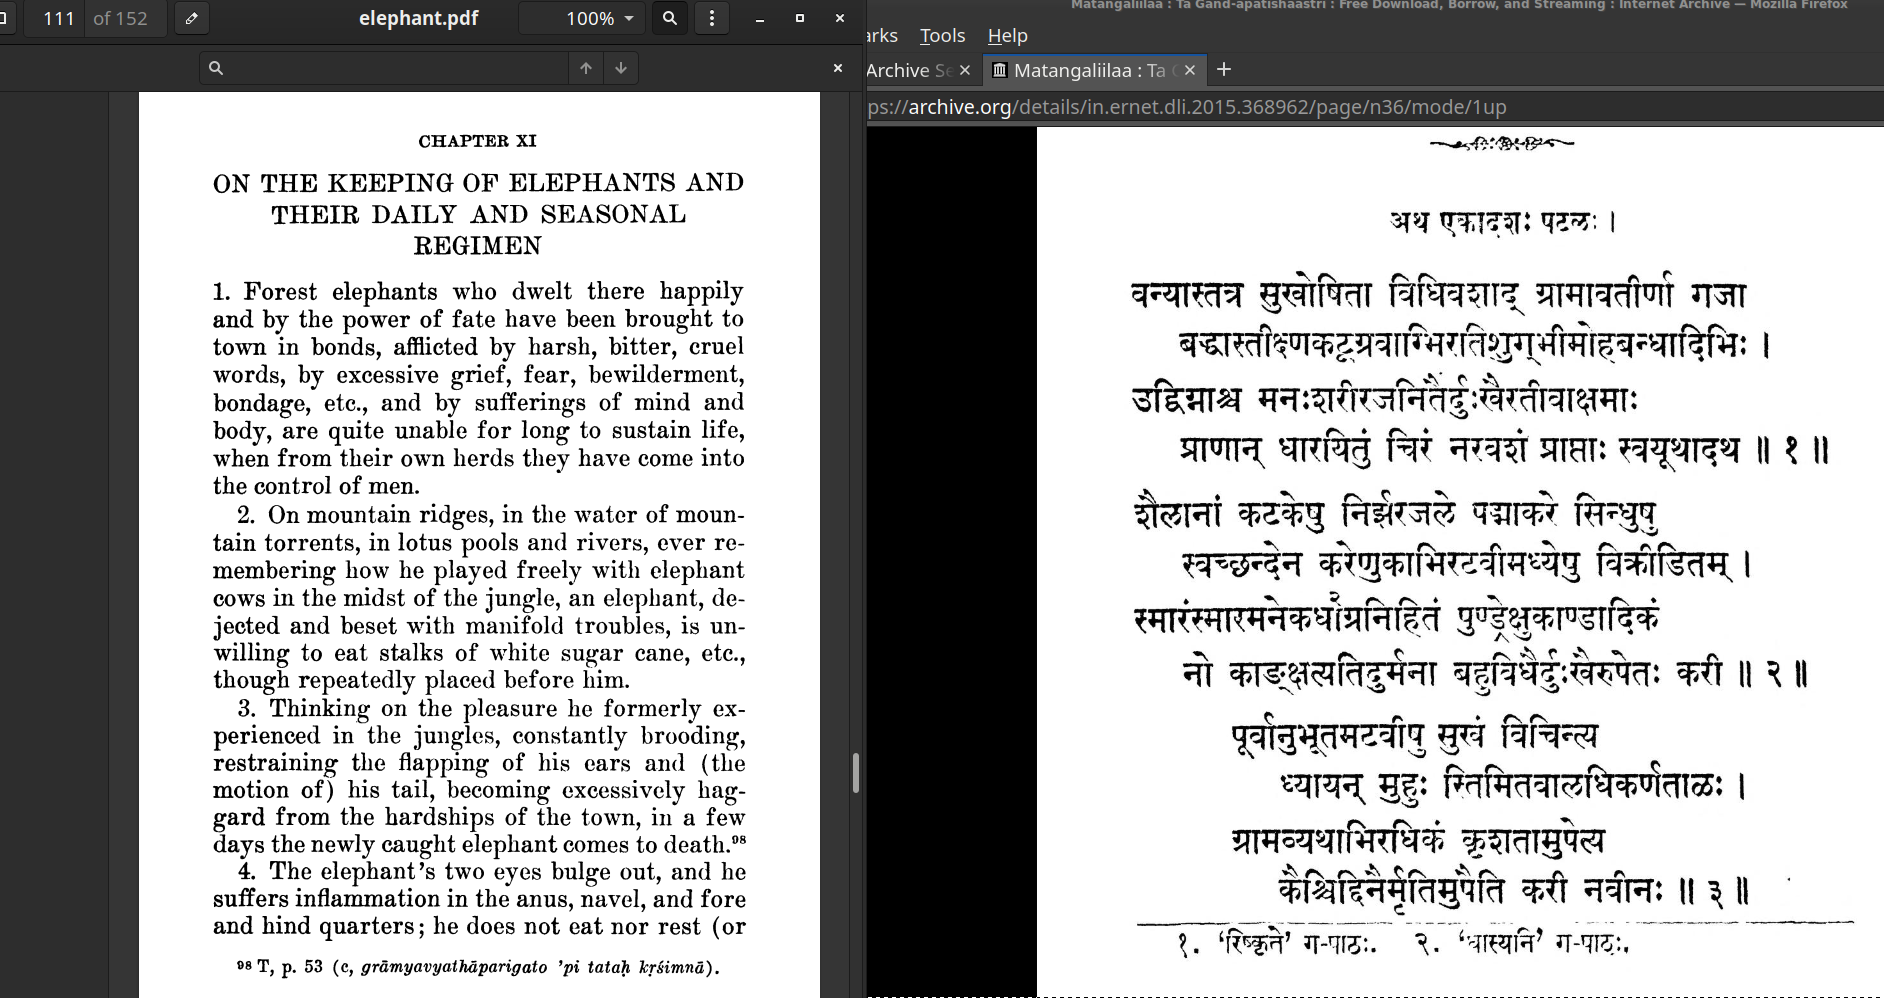 111 of 152
elephant.pdf
100%
CHAPTER XI
ON THE KEEPING OF ELEPHANTS AND
THEIR DAILY AND SEASONAL
REGIMEN
1. Forest elephants who dwelt there happily
and by the power of fate have been brought to
town in bonds, afflicted by harsh, bitter, cruel
words, by excessive grief, fear, bewilderment,
bondage, etc., and by sufferings of mind and
body, are quite unable for long to sustain life,
when from their own herds they have come into
the control of men.
2. On mountain ridges, in the water of moun-
tain torrents, in lotus pools and rivers, ever re-
membering how he played freely with elephant
cows in the midst of the jungle, an elephant, de-
jected and beset with manifold troubles, is un-
willing to eat stalks of white sugar cane, etc.,
though repeatedly placed before him.
3. Thinking on the pleasure he formerly ex-
perienced in the jungles, constantly brooding,
restraining the flapping of his ears and (the
motion of) his tail, becoming excessively hag-
gard from the hardships of the town, in a few
days the newly caught elephant comes to death.⁹⁸
4. The elephant's two eyes bulge out, and he
suffers inflammation in the anus, navel, and fore
and hind quarters; he does not eat nor rest (or
⁹⁸ T, p. 53 (c, grāmyavyathāparigato 'pi tataḥ kṛśimnā).
Matangaliilaa : Ta Gand-apatishaastri : Free Download, Borrow, and Streaming : Internet Archive — Mozilla Firefox
arks Tools Help
Archive Se Matangaliilaa : Ta G
ps://archive.org/details/in.ernet.dli.2015.368962/page/n36/mode/1up
अथ एकादशः पटलः ।
वन्यास्तत्र सुखोषिता विधिवशाद् ग्रामावतीर्णा गजा
बद्धास्तीक्ष्णकटूग्रवाग्भिरतिशुग्भीमोहबन्धादिभिः ।
उद्विग्नाश्च मनःशरीरजनितैर्दुःखैरतीवाक्षमाः
प्राणान् धारयितुं चिरं नरवशं प्राप्ताः स्वयूथादथ ॥ १ ॥
शैलानां कटकेषु निर्झरजले पद्माकरे सिन्धुषु
स्वच्छन्देन करेणुकाभिरटवीमध्येषु विक्रीडितम् ।
स्मारंस्मारमनेकधाग्रनिहितं पुण्ड्रेक्षुकाण्डादिकं
नो काङ्क्षत्यतिदुर्मना बहुविधैर्दुःखैरुपेतः करी ॥ २ ॥
पूर्वानुभूतमटवीषु सुखं विचिन्त्य
ध्यायन् मुहुः स्तिमितवालधिकर्णताळः ।
ग्रामव्यथाभिरधिकं कृशतामुपेत्य
कैश्चिद्दिनैर्मृतिमुपैति करी नवीनः ॥ ३ ॥
१. 'रिष्कृते' ग-पाठः. २. 'धास्यनि' ग-पाठः.